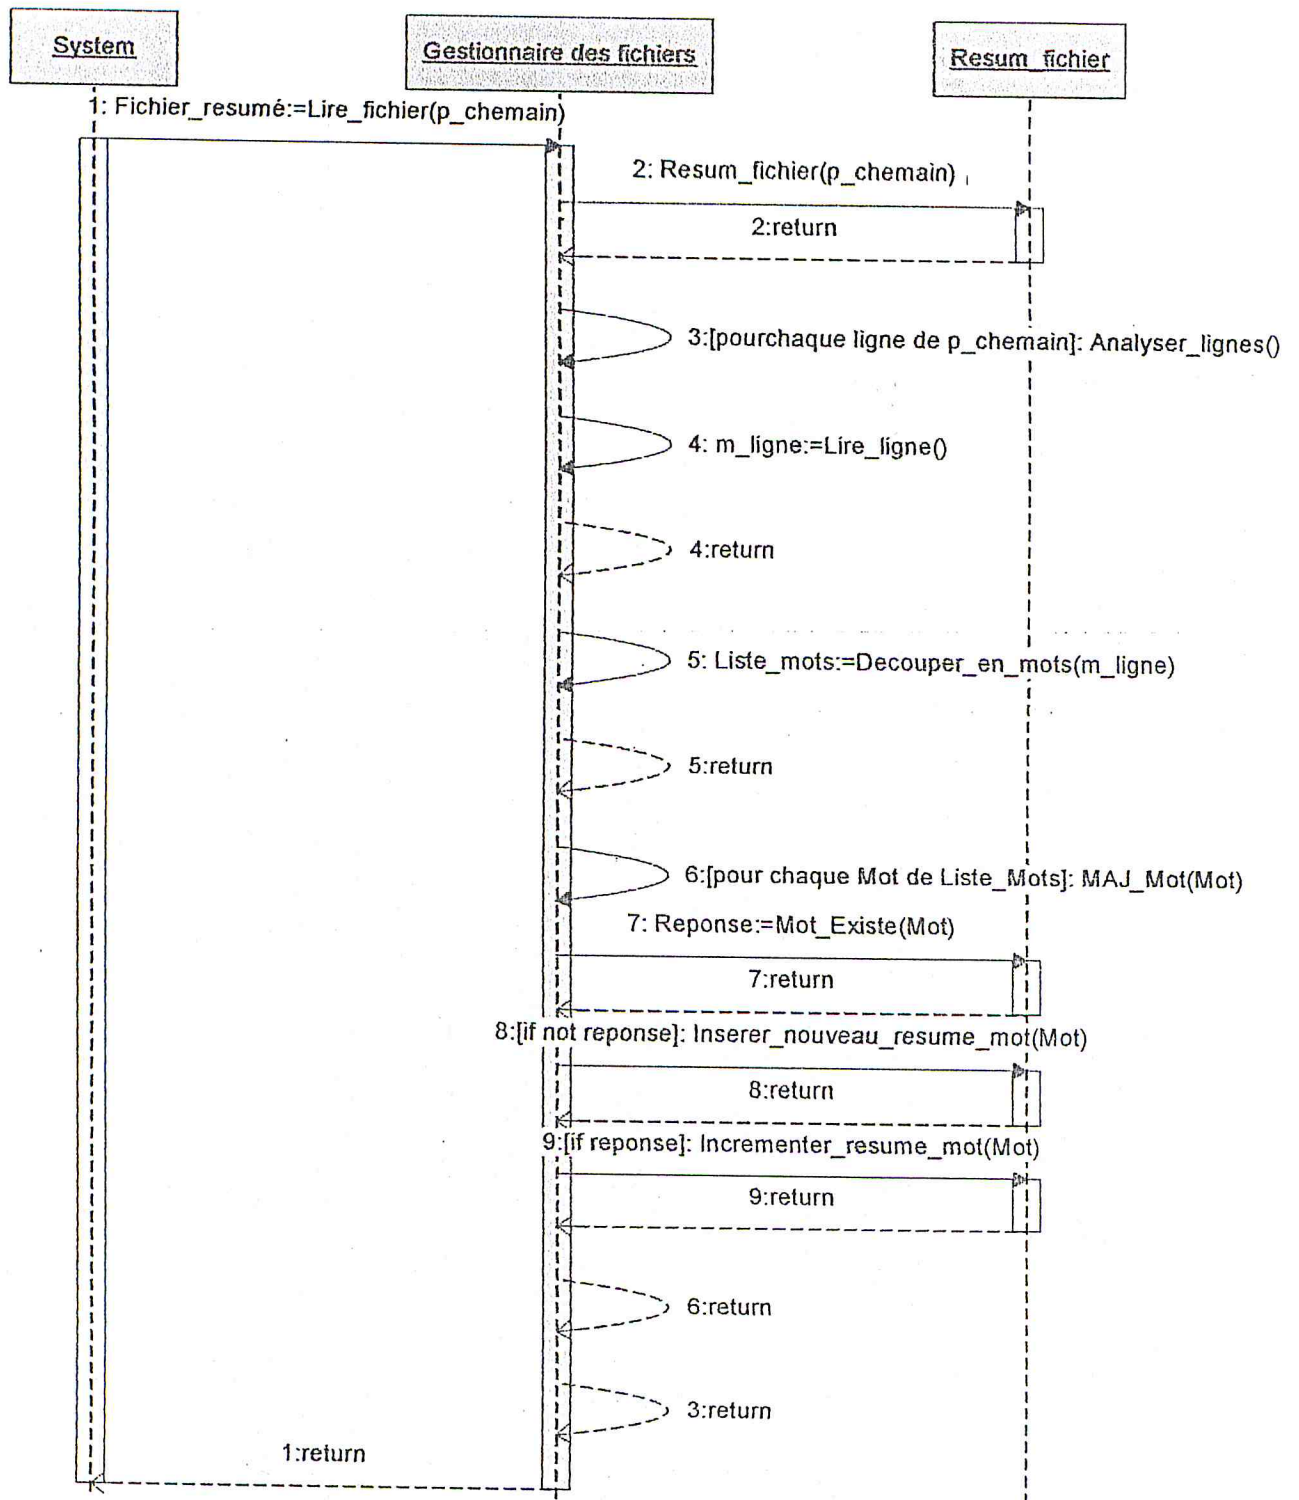 System
Gestionnaire des fichiers
Resum_fichier
1: Fichier_resumé:=Lire_fichier(p_chemain)
2: Resum_fichier(p_chemain)
2:return
3:[pourchaque ligne de p_chemain]: Analyser_lignes()
4: m_ligne:=Lire_ligne()
4:return
5: Liste_mots:=Decouper_en_mots(m_ligne)
5:return
6:[pour chaque Mot de Liste_Mots]: MAJ_Mot(Mot)
7: Reponse:=Mot_Existe(Mot)
7:return
8:[if not reponse]: Inserer_nouveau_resume_mot(Mot)
8:return
9:[if reponse]: Incrementer_resume_mot(Mot)
9:return
6:return
3:return
1:return